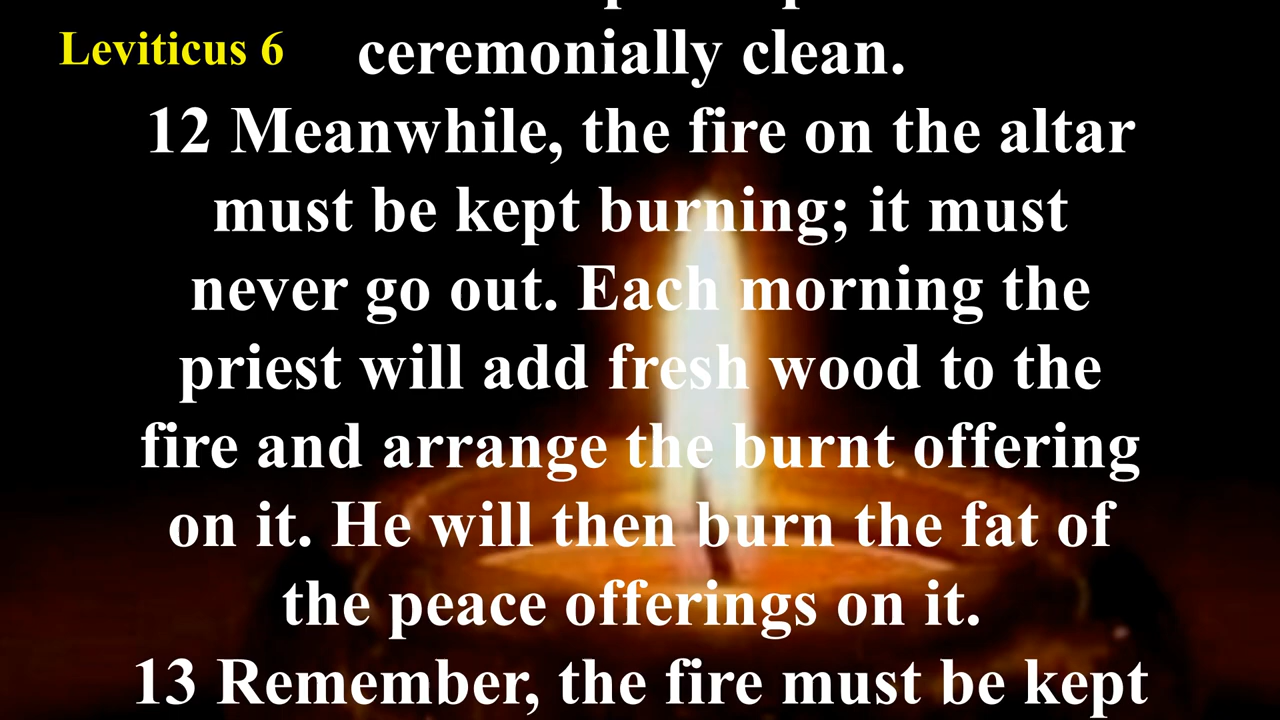 Leviticus 6
ceremonially clean.
12 Meanwhile, the fire on the altar
must be kept burning; it must
never go out. Each morning the
priest will add fresh wood to the
fire and arrange the burnt offering
on it. He will then burn the fat of
the peace offerings on it.
13 Remember, the fire must be kept